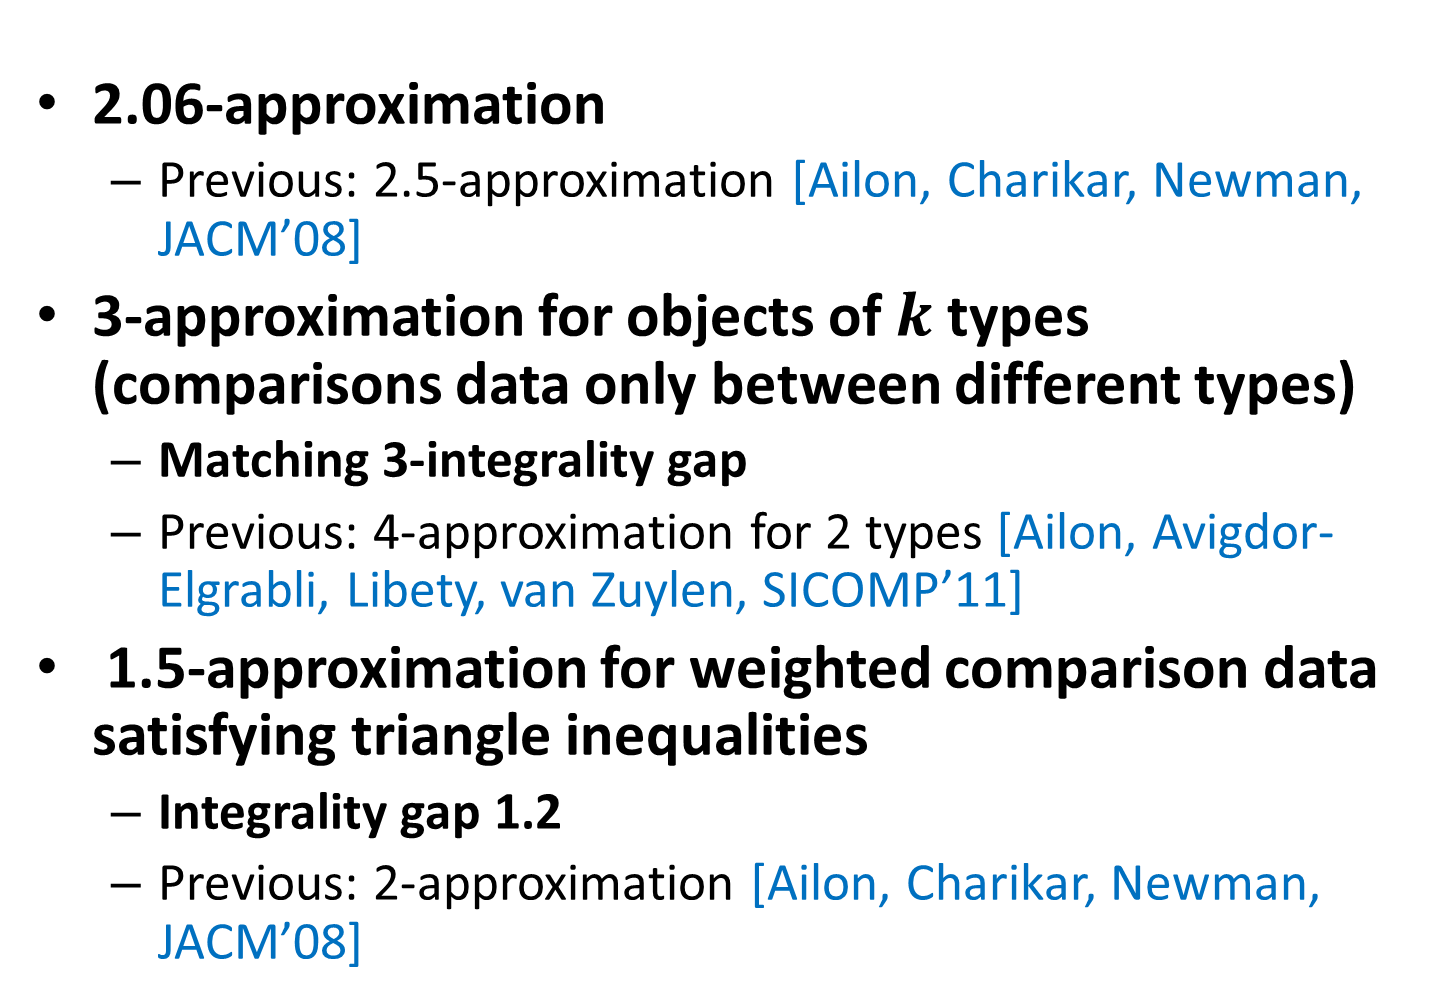 • 2.06-approximation
– Previous: 2.5-approximation [Ailon, Charikar, Newman,
JACM’08]
• 3-approximation for objects of k types
(comparisons data only between different types)
– Matching 3-integrality gap
– Previous: 4-approximation for 2 types [Ailon, Avigdor-
Elgrabli, Libety, van Zuylen, SICOMP’11]
• 1.5-approximation for weighted comparison data
satisfying triangle inequalities
– Integrality gap 1.2
– Previous: 2-approximation [Ailon, Charikar, Newman,
JACM’08]